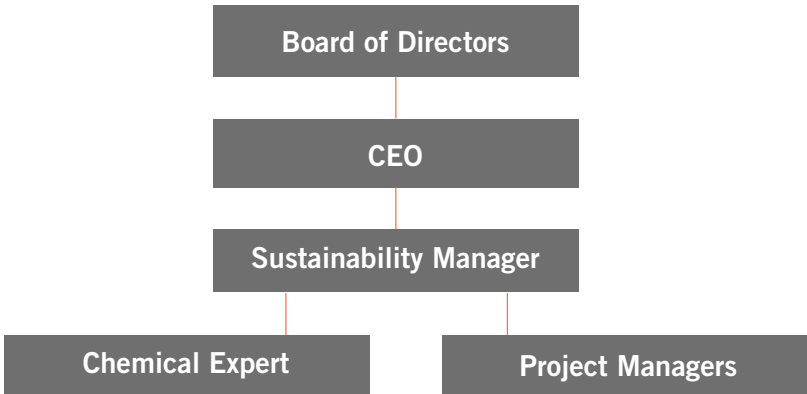 Board of Directors
CEO
Sustainability Manager
Chemical Expert
Project Managers